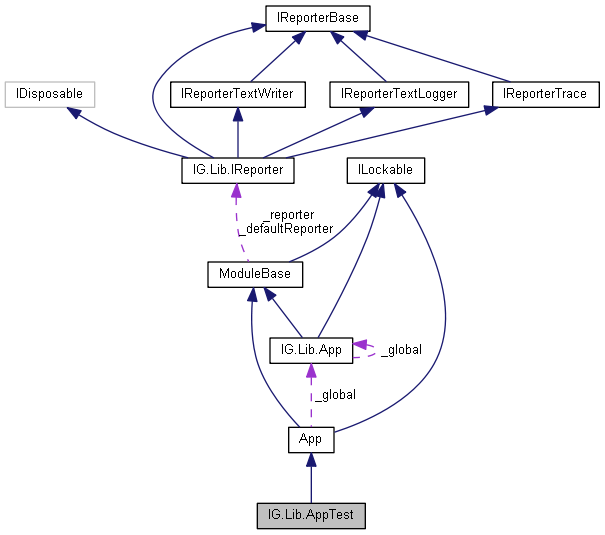 IReporterBase
IDisposable
IReporterTextWriter
IReporterTextLogger
IReporterTrace
IG.Lib.IReporter
ILockable
_reporter
_defaultReporter
ModuleBase
IG.Lib.App
_global
_global
App
IG.Lib.AppTest